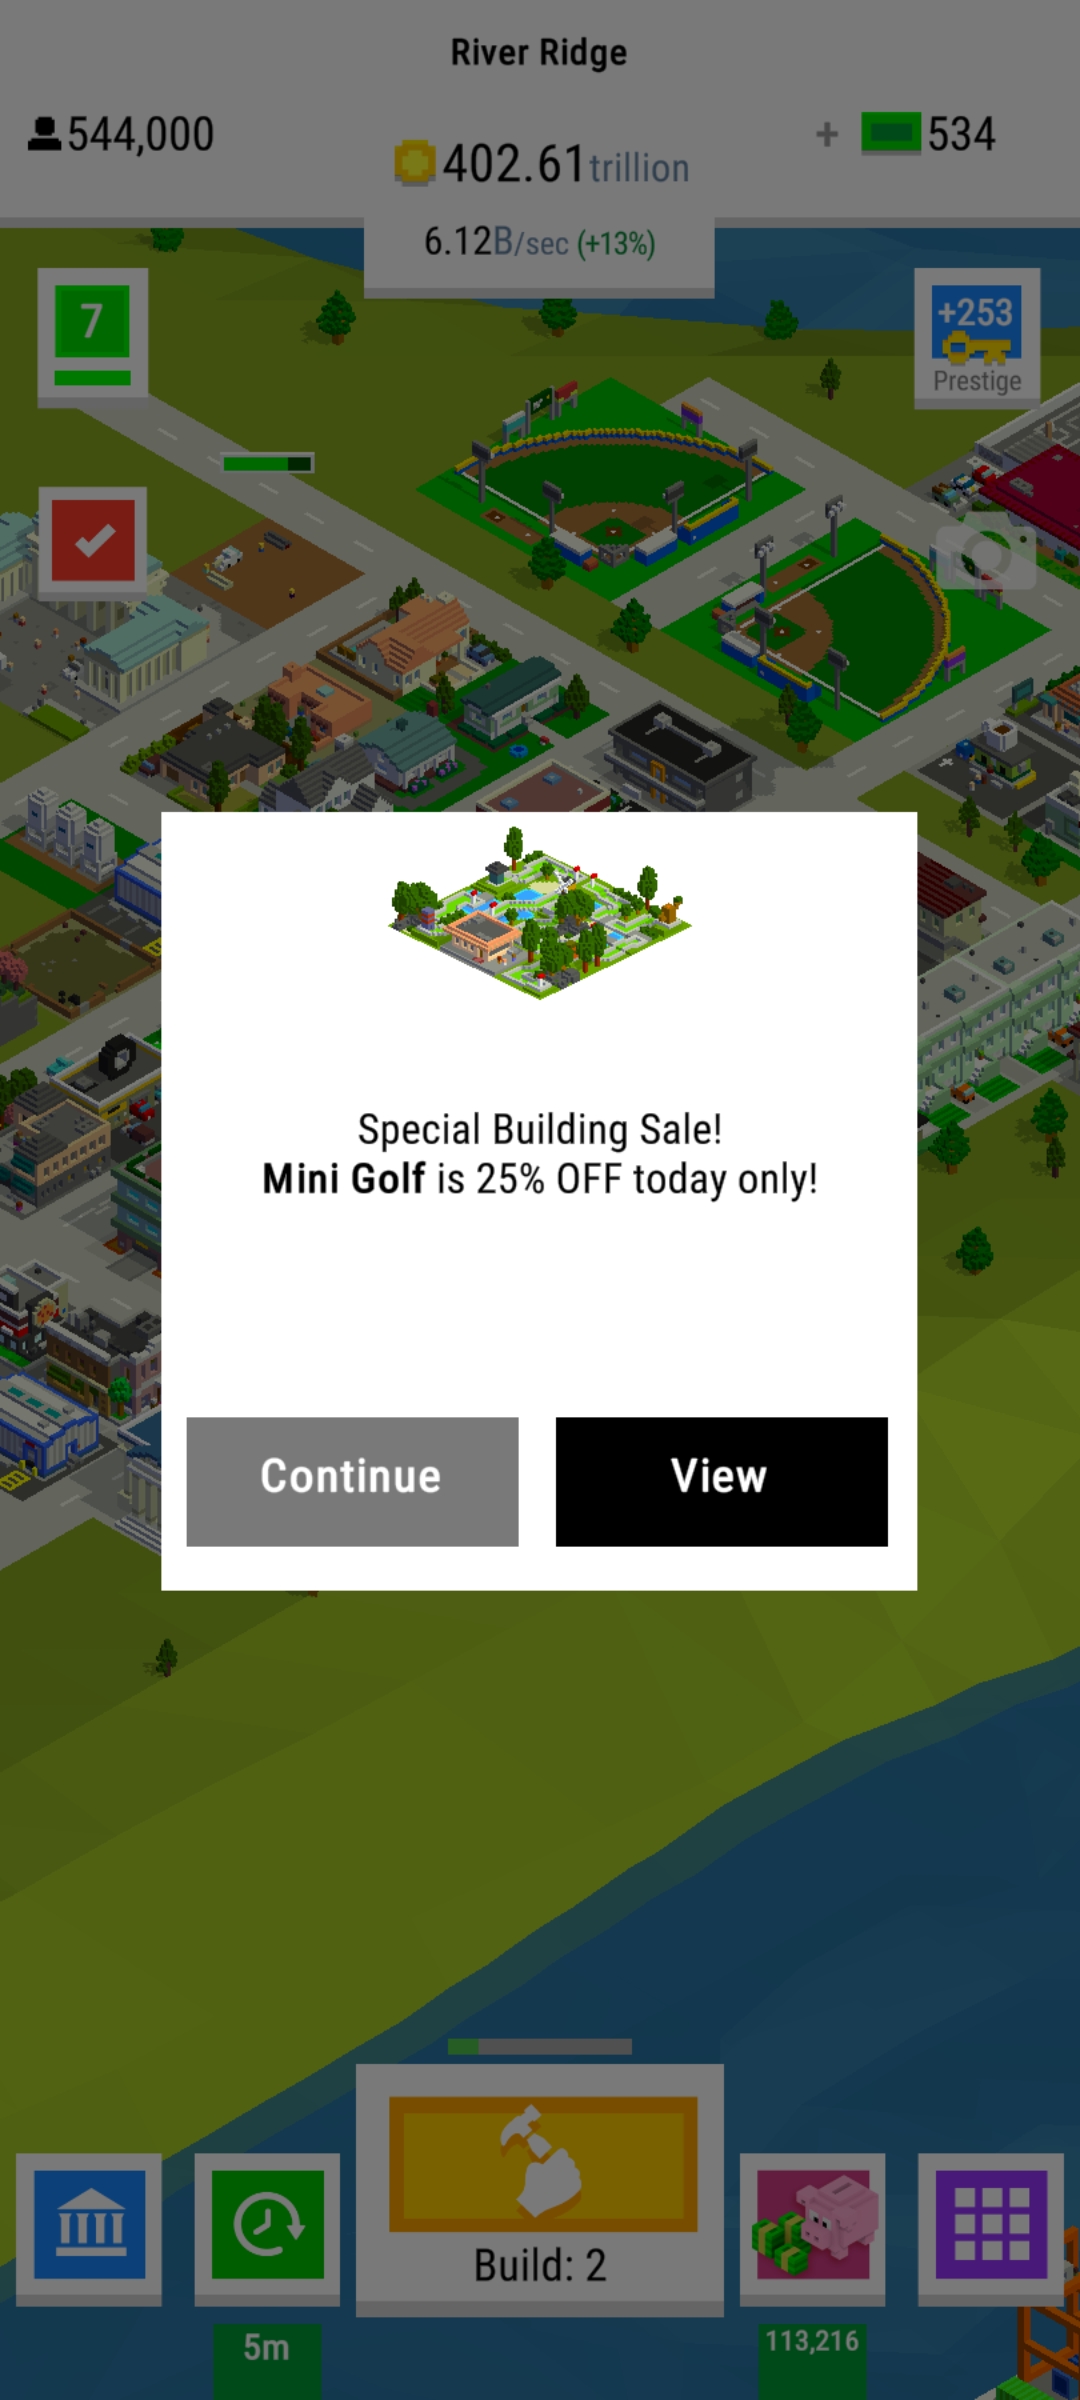 River Ridge
544,000
402.61 trillion
+ 534
6.12B/sec (+13%)
7
+253
Prestige
Special Building Sale!
Mini Golf is 25% OFF today only!
Continue
View
Build: 2
5m
113,216